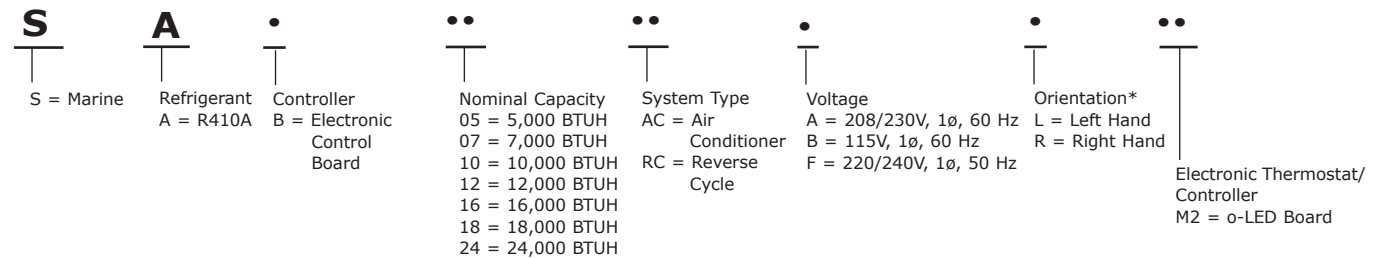 S A • •• •• • • ••
S = Marine
Refrigerant
A = R410A
Controller
B = Electronic
Control
Board
Nominal Capacity
05 = 5,000 BTUH
07 = 7,000 BTUH
10 = 10,000 BTUH
12 = 12,000 BTUH
16 = 16,000 BTUH
18 = 18,000 BTUH
24 = 24,000 BTUH
System Type
AC = Air
Conditioner
RC = Reverse
Cycle
Voltage
A = 208/230V, 1ø, 60 Hz
B = 115V, 1ø, 60 Hz
F = 220/240V, 1ø, 50 Hz
Orientation*
L = Left Hand
R = Right Hand
Electronic Thermostat/
Controller
M2 = o-LED Board